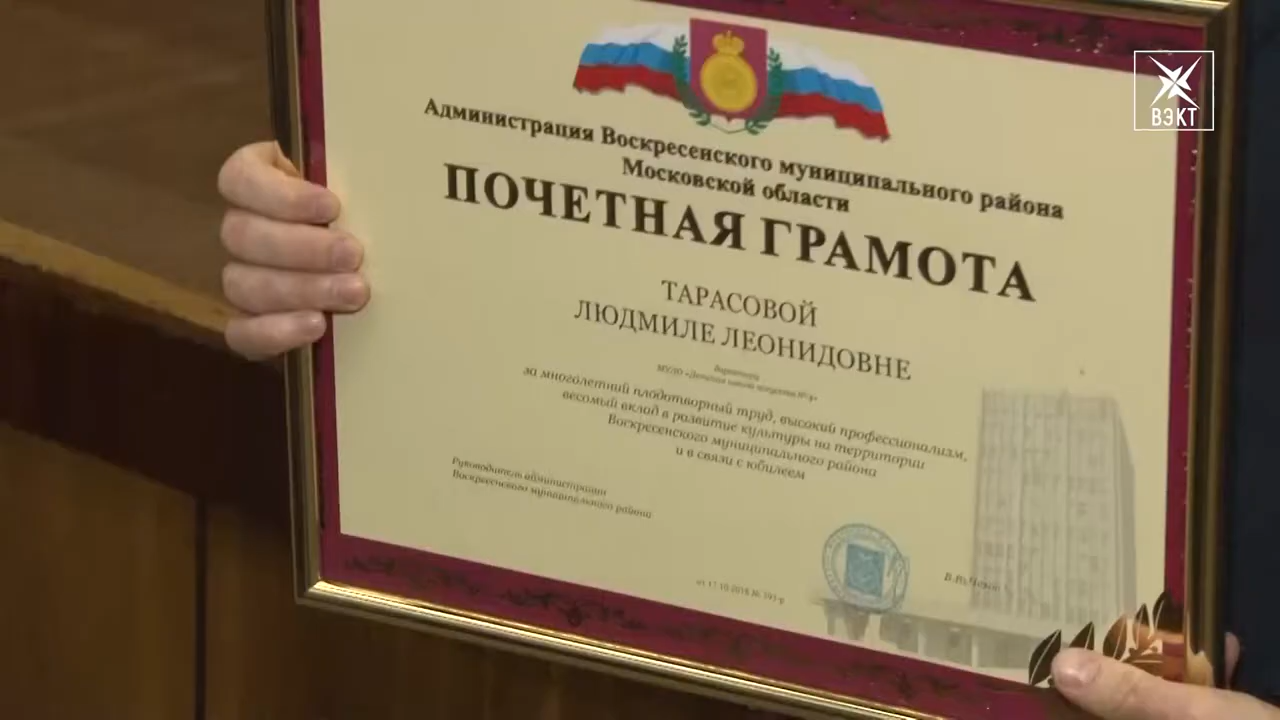 ВЭКТ
Администрация Воскресенского муниципального района
Московской области
ПОЧЕТНАЯ ГРАМОТА
ТАРАСОВОЙ
ЛЮДМИЛЕ ЛЕОНИДОВНЕ
за многолетний плодотворный труд, высокий профессионализм,
весомый вклад в развитие культуры на территории
Воскресенского муниципального района
и в связи с юбилеем
Руководитель администрации
Воскресенского муниципального района